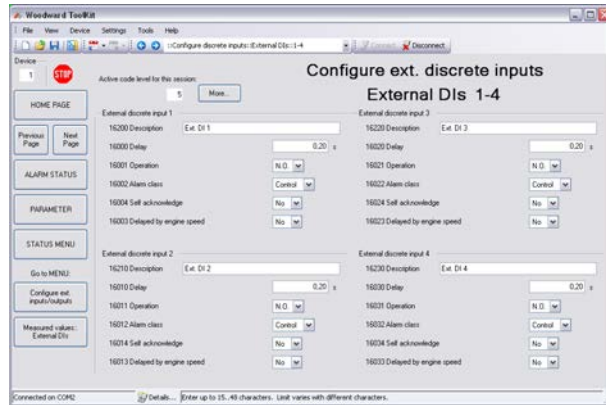 Woodward ToolKit
File View Device Settings Tools Help
::Configure discrete inputs::External DIs::1-4 Connect Disconnect
Device
1 STOP
Active code level for this session:
5 More...
Configure ext. discrete inputs
External DIs 1-4
HOME PAGE
Previous Page Next Page
ALARM STATUS
PARAMETER
STATUS MENU
Go to MENU:
Configure ext. inputs/outputs
Measured values:: External DIs
External discrete input 1
16200 Description Ext. DI 1
16000 Delay 0,20 s
16001 Operation N.O.
16002 Alarm class Control
16004 Self acknowledge No
16003 Delayed by engine speed No
External discrete input 3
16220 Description Ext. DI 3
16020 Delay 0,20 s
16021 Operation N.O.
16022 Alarm class Control
16024 Self acknowledge No
16023 Delayed by engine speed No
External discrete input 2
16210 Description Ext. DI 2
16010 Delay 0,20 s
16011 Operation N.O.
16012 Alarm class Control
16014 Self acknowledge No
16013 Delayed by engine speed No
External discrete input 4
16230 Description Ext. DI 4
16030 Delay 0,20 s
16031 Operation N.O.
16032 Alarm class Control
16034 Self acknowledge No
16033 Delayed by engine speed No
Connected on COM2 Details... Enter up to 15..48 characters. Limit varies with different characters.